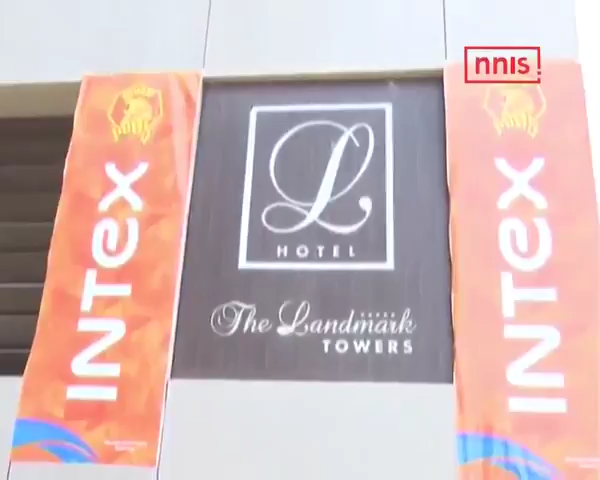 nnis
INTEX
L
HOTEL
The Landmark
TOWERS
INTEX